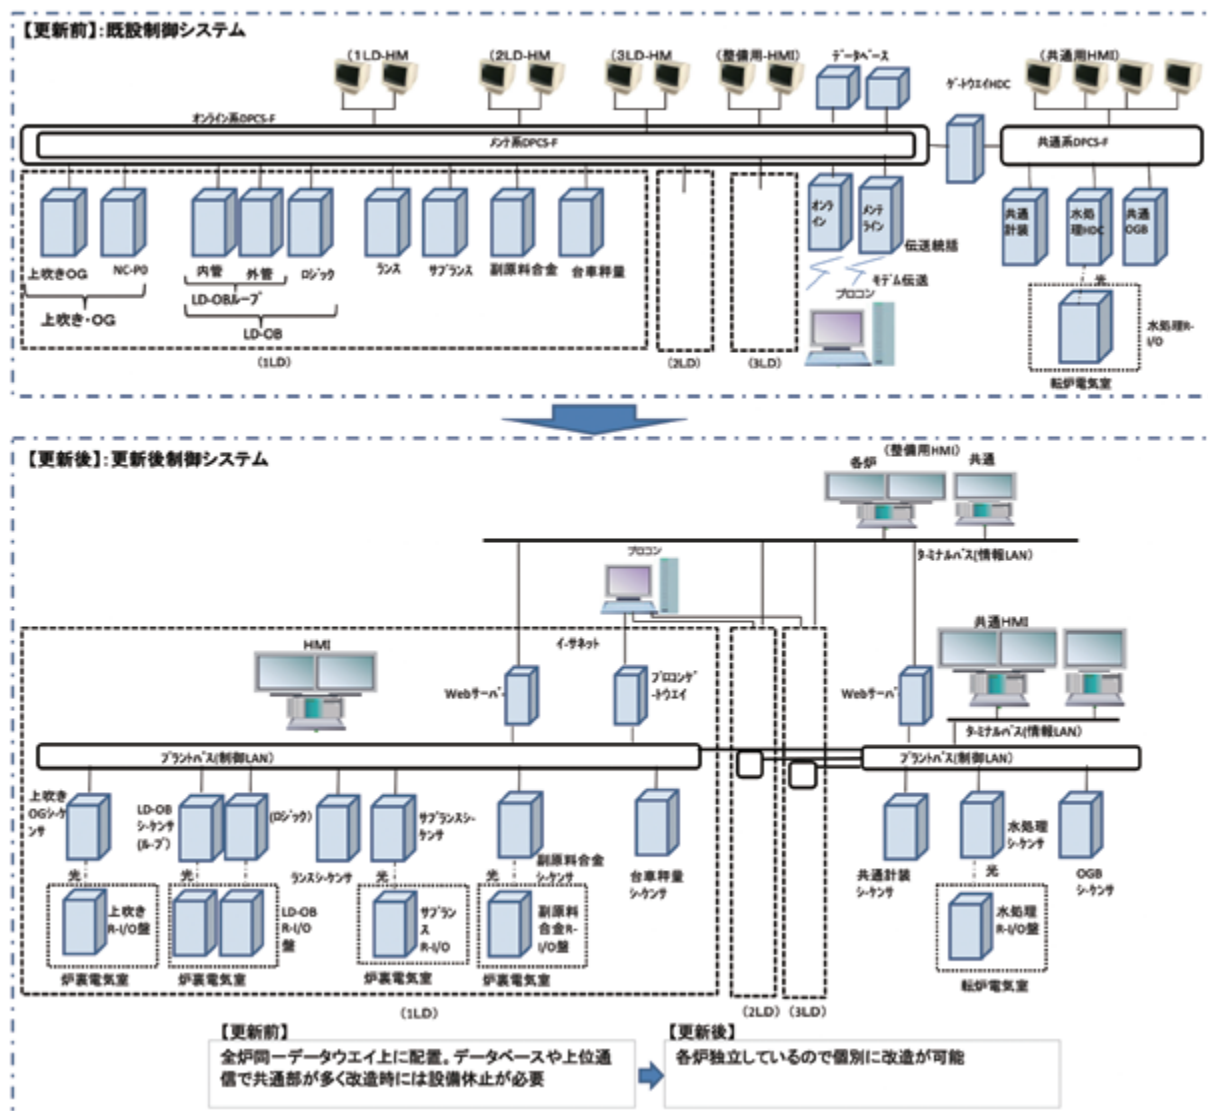 【更新前】：既設制御システム
(1LD-HM
(2LD-HM
(3LD-HM
(整備用-HMI)
データベース
(共通用HMI)
ゲートウエイHDC
オンライン系DPCS-F
メンテ系DPCS-F
共通系DPCS-F
上吹きOG
NC-PO
内管
外管
ロジック
ランス
サブランス
副原料合金
台車秤量
オンライン
メンテライン
伝送統括
モデム伝送
プロコン
共通計装
水処理HDC
共通OGB
光
水処理R-I/O
転炉電気室
LD-OBループ
上吹き・OG
LD-OB
(1LD)
(2LD)
(3LD)
【更新後】：更新後制御システム
(整備用HMI)
各炉
共通
ターミナルバス(情報LAN)
プロコン
HMI
イーサネット
共通HMI
Webサーバ
プロコンゲートウエイ
Webサーバ
ターミナルバス(情報LAN)
プラントバス(制御LAN)
プラントバス(制御LAN)
上吹き
OGシーケンサ
LD-OB
シーケンサ
(ループ)
(ロジック)
ランスシーケンサ
サブランスシーケンサ
副原料合金
シーケンサ
台車秤量
シーケンサ
共通計装
シーケンサ
水処理
シーケンサ
OGB
シーケンサ
光
光
光
光
光
上吹き
R-I/O盤
LD-OB
R-I/O
盤
サブラン
ス
R-I/O
副原料
合金R-
I/O盤
水処理
R-I/O盤
炉裏電気室
炉裏電気室
炉裏電気室
炉裏電気室
転炉電気室
(1LD)
(2LD)
(3LD)
【更新前】
全炉同一データウエイ上に配置。データベースや上位通
信で共通部が多く改造時には設備休止が必要
【更新後】
各炉独立しているので個別に改造が可能